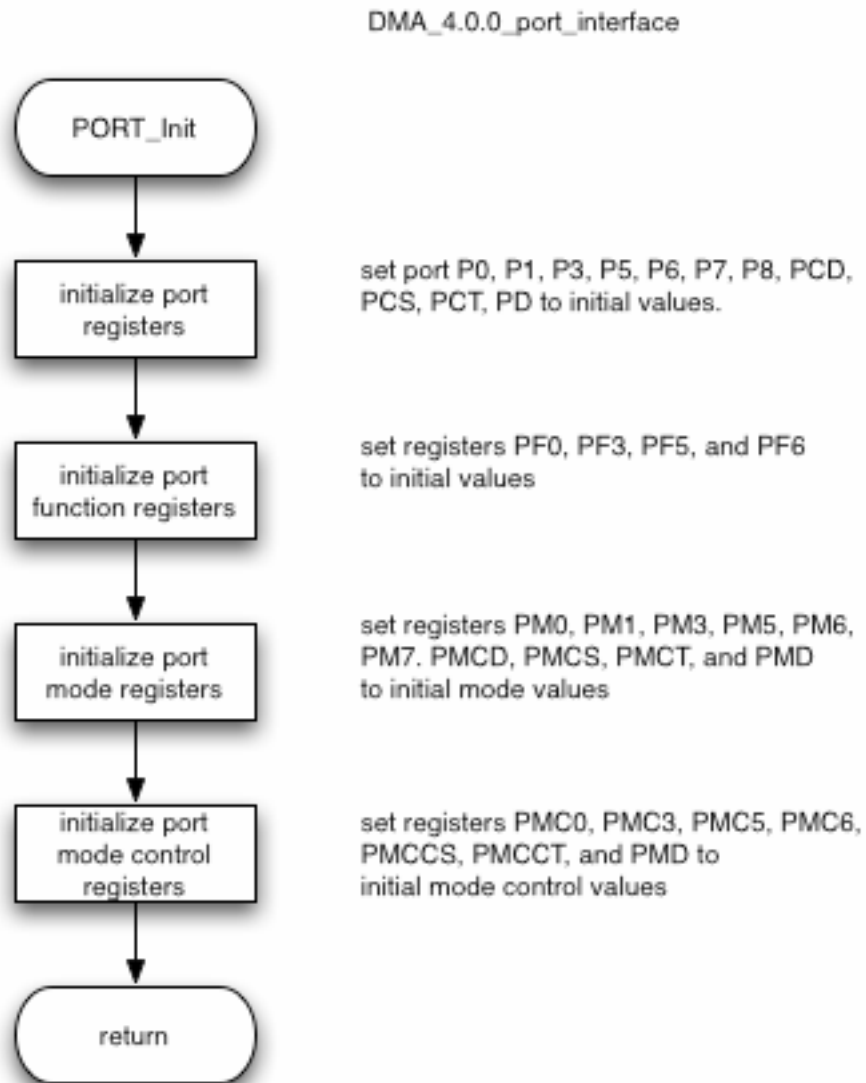 DMA_4.0.0_port_interface
PORT_Init
initialize port
registers
set port P0, P1, P3, P5, P6, P7, P8, PCD,
PCS, PCT, PD to initial values.
initialize port
function registers
set registers PF0, PF3, PF5, and PF6
to initial values
initialize port
mode registers
set registers PM0, PM1, PM3, PM5, PM6,
PM7. PMCD, PMCS, PMCT, and PMD
to initial mode values
initialize port
mode control
registers
set registers PMC0, PMC3, PMC5, PMC6,
PMCCS, PMCCT, and PMD to
initial mode control values
return